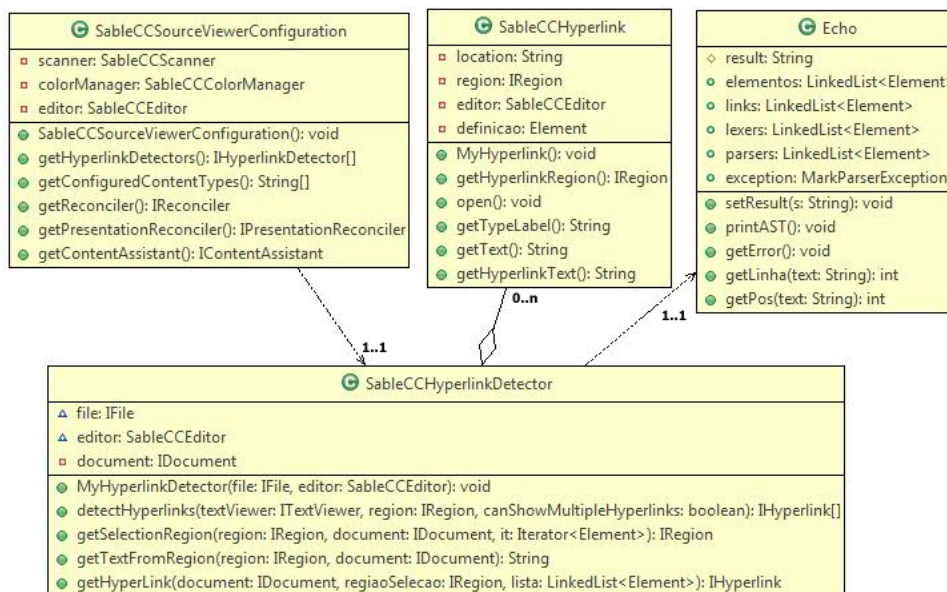 SableCCSourceViewerConfiguration
scanner: SableCCScanner
colorManager: SableCCColorManager
editor: SableCCEditor
SableCCSourceViewerConfiguration(): void
getHyperlinkDetectors(): IHyperlinkDetector[]
getConfiguredContentTypes(): String[]
getReconciler(): IReconciler
getPresentationReconciler(): IPresentationReconciler
getContentAssistant(): IContentAssistant
SableCCHyperlink
location: String
region: IRegion
editor: SableCCEditor
definicao: Element
MyHyperlink(): void
getHyperlinkRegion(): IRegion
open(): void
getTypeLabel(): String
getText(): String
getHyperlinkText(): String
Echo
result: String
elementos: LinkedList<Element>
links: LinkedList<Element>
lexers: LinkedList<Element>
parsers: LinkedList<Element>
exception: MarkParserException
setResult(s: String): void
printAST(): void
getError(): void
getLinha(text: String): int
getPos(text: String): int
1..1
0..n
1..1
SableCCHyperlinkDetector
file: IFile
editor: SableCCEditor
document: IDocument
MyHyperlinkDetector(file: IFile, editor: SableCCEditor): void
detectHyperlinks(textViewer: ITextViewer, region: IRegion, canShowMultipleHyperlinks: boolean): IHyperlink[]
getSelectionRegion(region: IRegion, document: IDocument, it: Iterator<Element>): IRegion
getTextFromRegion(region: IRegion, document: IDocument): String
getHyperLink(document: IDocument, regiaoSelecao: IRegion, lista: LinkedList<Element>): IHyperlink